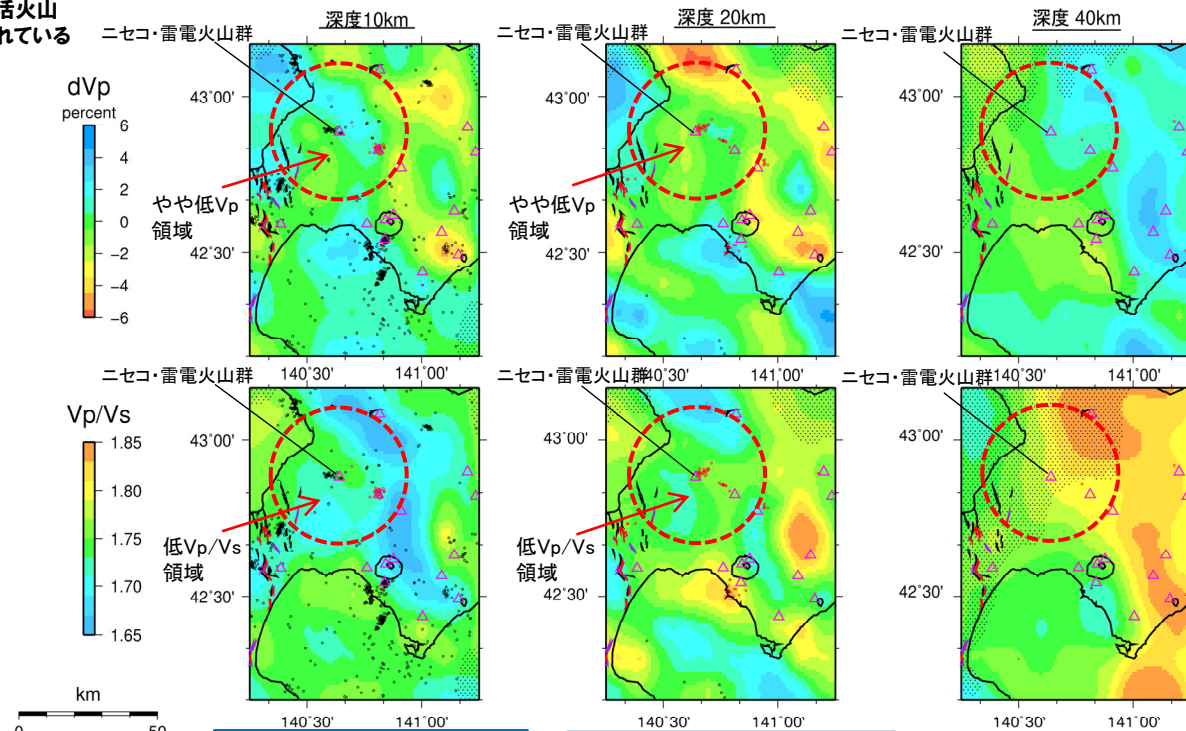 活火山
れている
深度10km
深度 20km
深度 40km
ニセコ・雷電火山群
ニセコ・雷電火山群
ニセコ・雷電火山群
dVp
percent
6
4
2
0
−2
−4
−6
43°00'
42°30'
43°00'
42°30'
43°00'
42°30'
やや低Vp
領域
やや低Vp
領域
140°30'
141°00'
140°30'
141°00'
140°30'
141°00'
ニセコ・雷電火山群
ニセコ・雷電火山群
ニセコ・雷電火山群
Vp/Vs
1.85
1.80
1.75
1.70
1.65
43°00'
42°30'
43°00'
42°30'
43°00'
42°30'
低Vp/Vs
領域
低Vp/Vs
領域
140°30'
141°00'
140°30'
141°00'
140°30'
141°00'
km
0
50